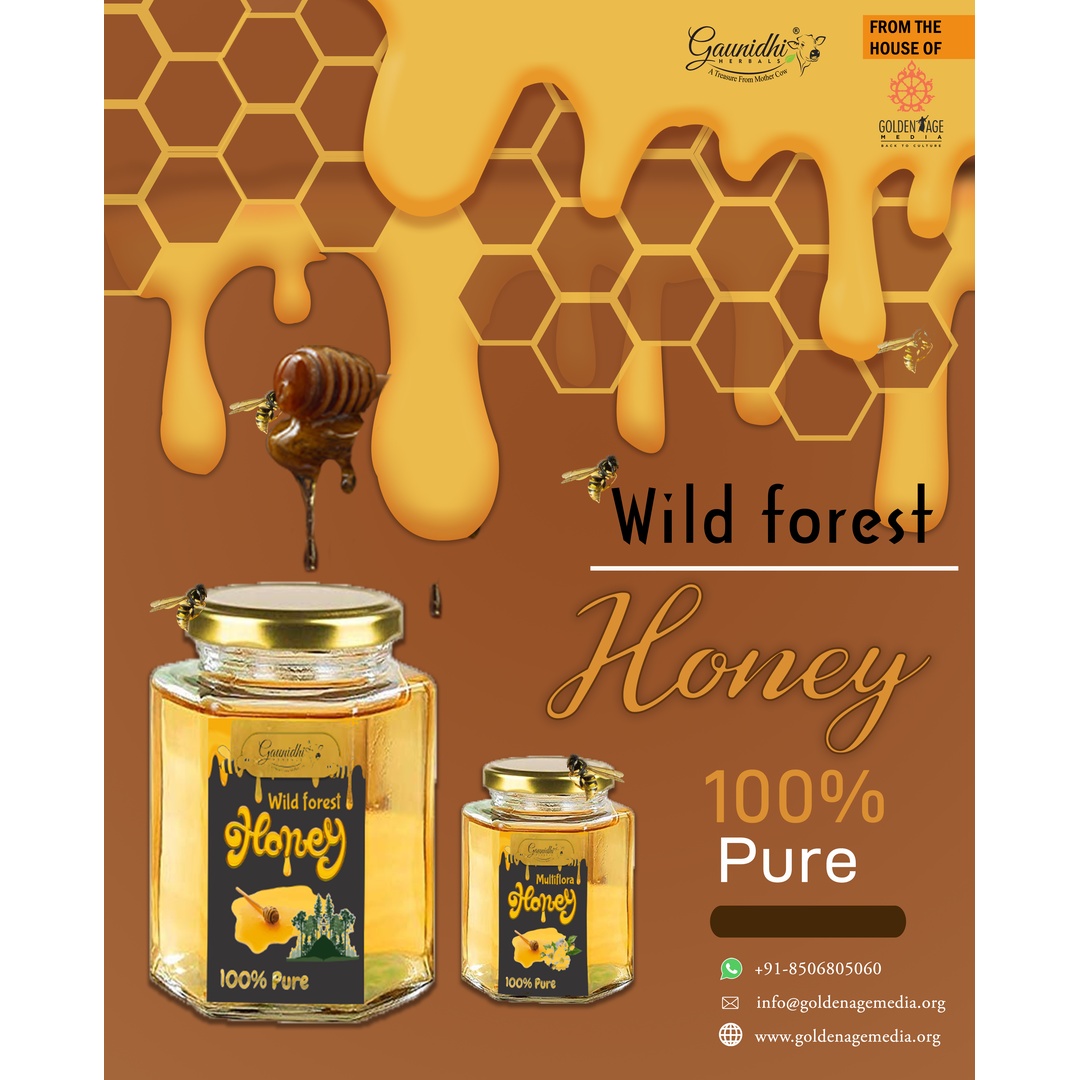 Gaunidhi®
HERBALS
A Treasure From Mother Cow
FROM THE
HOUSE OF
GOLDEN AGE
MEDIA
BACK TO CULTURE
Wild forest
Honey
100%
Pure
Gaunidhi
Wild forest
Honey
100% Pure
Gaunidhi
Multiflora
Honey
100% Pure
+91-8506805060
info@goldenagemedia.org
www.goldenagemedia.org